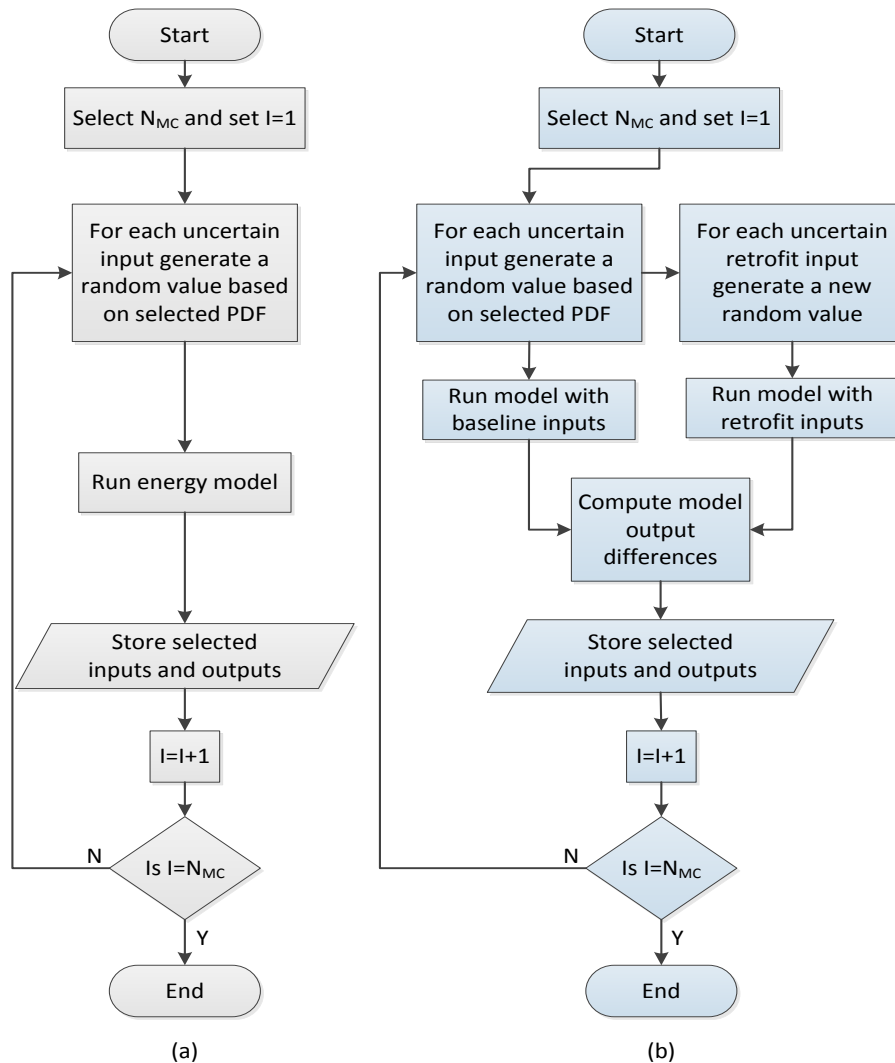 Start
Select N_MC and set I=1
For each uncertain
input generate a
random value based
on selected PDF
Run energy model
Store selected
inputs and outputs
I=I+1
Is I=N_MC
N
Y
End
(a)
Start
Select N_MC and set I=1
For each uncertain
input generate a
random value based
on selected PDF
For each uncertain
retrofit input
generate a new
random value
Run model with
baseline inputs
Run model with
retrofit inputs
Compute model
output
differences
Store selected
inputs and outputs
I=I+1
Is I=N_MC
N
Y
End
(b)